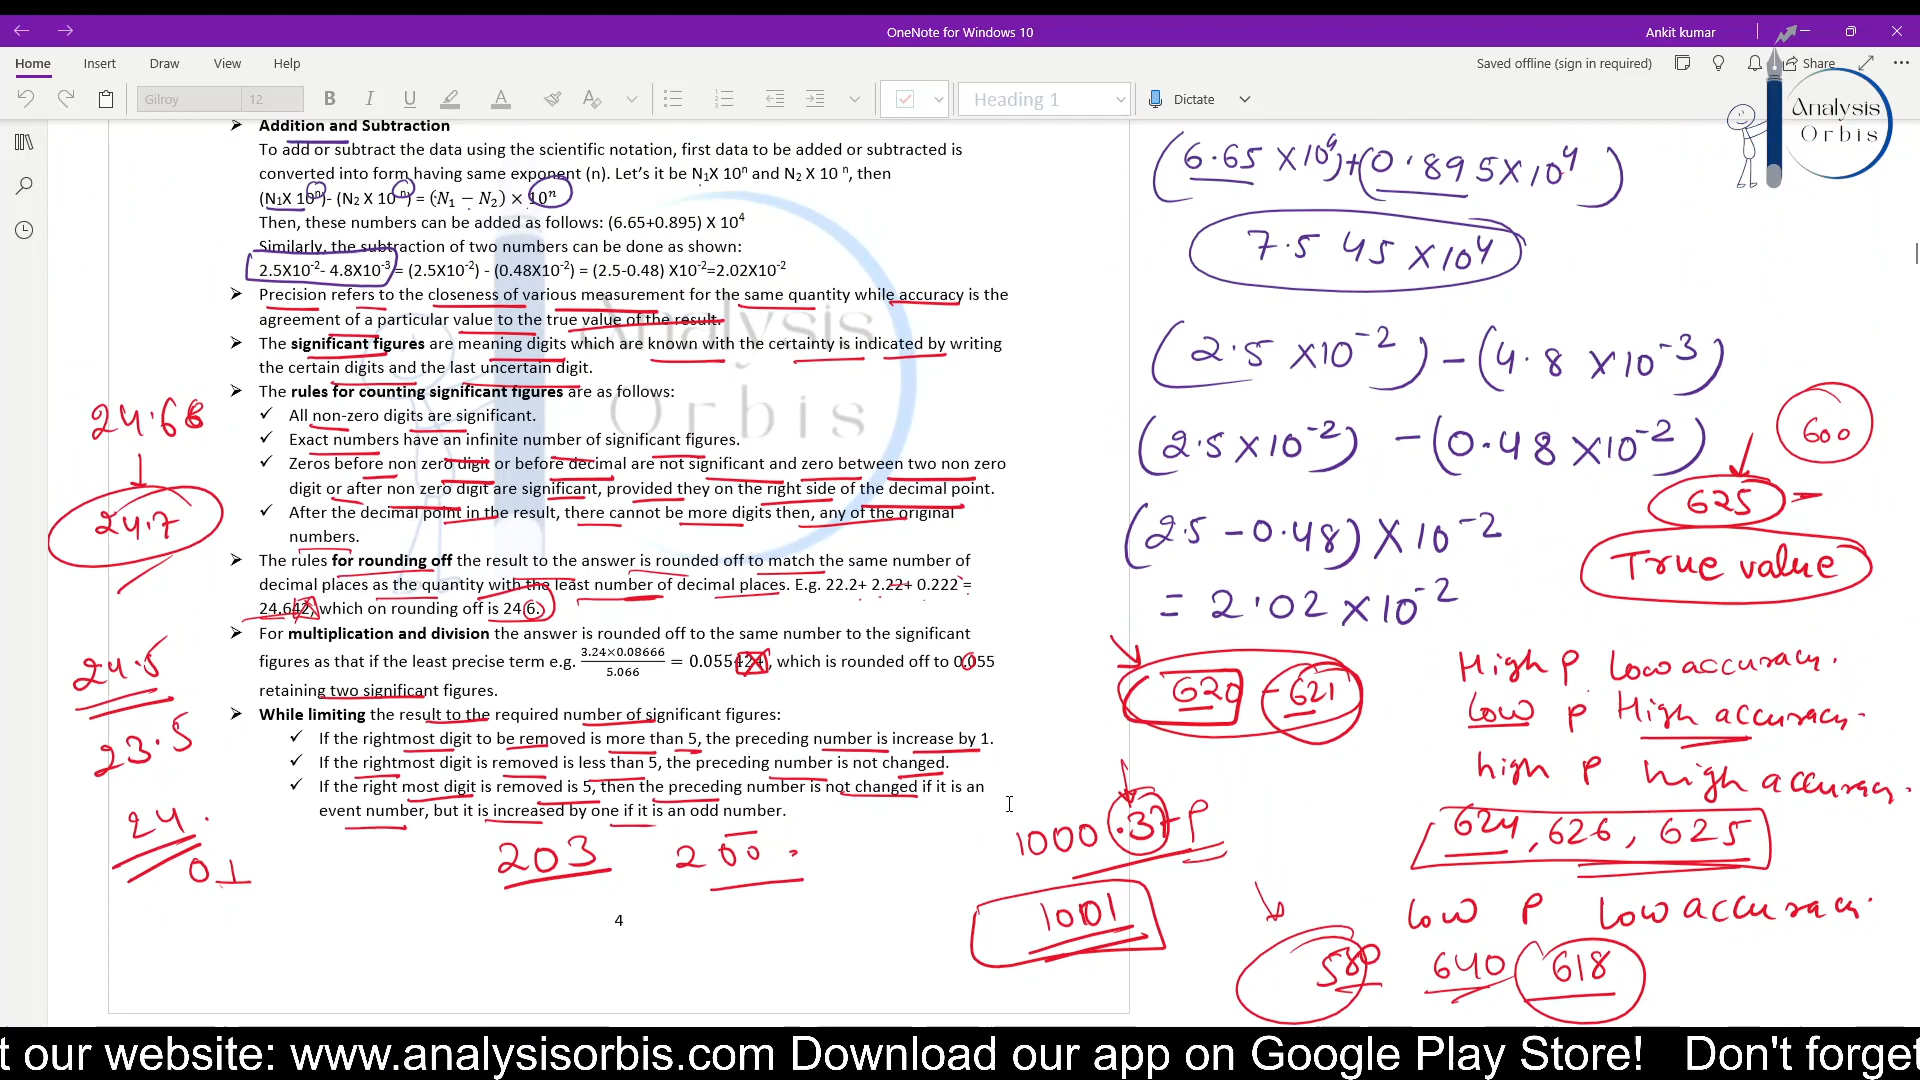 OneNote for Windows 10
Ankit kumar
Home Insert Draw View Help
Saved offline (sign in required)
Share
Gilroy 12 B I U A
Heading 1
Dictate
Analysis
Orbis
Addition and Subtraction
To add or subtract the data using the scientific notation, first data to be added or subtracted is
converted into form having same exponent (n). Let's it be N₁X 10ⁿ and N₂ X 10 ⁿ, then
(N₁X 10ⁿ)- (N₂ X 10 ⁿ) = (N₁ − N₂) × 10ⁿ
Then, these numbers can be added as follows: (6.65+0.895) X 10⁴
Similarly, the subtraction of two numbers can be done as shown:
2.5X10⁻²- 4.8X10⁻³ = (2.5X10⁻²) - (0.48X10⁻²) = (2.5-0.48) X10⁻²=2.02X10⁻²
➢ Precision refers to the closeness of various measurement for the same quantity while accuracy is the
agreement of a particular value to the true value of the result.
➢ The significant figures are meaning digits which are known with the certainty is indicated by writing
the certain digits and the last uncertain digit.
➢ The rules for counting significant figures are as follows:
✓ All non-zero digits are significant.
✓ Exact numbers have an infinite number of significant figures.
✓ Zeros before non zero digit or before decimal are not significant and zero between two non zero
digit or after non zero digit are significant, provided they on the right side of the decimal point.
✓ After the decimal point in the result, there cannot be more digits then, any of the original
numbers.
➢ The rules for rounding off the result to the answer is rounded off to match the same number of
decimal places as the quantity with the least number of decimal places. E.g. 22.2+ 2.22+ 0.222 =
24.642, which on rounding off is 24.6.
➢ For multiplication and division the answer is rounded off to the same number to the significant
figures as that if the least precise term e.g. 3.24×0.08666/5.066 = 0.055424, which is rounded off to 0.055
retaining two significant figures.
➢ While limiting the result to the required number of significant figures:
✓ If the rightmost digit to be removed is more than 5, the preceding number is increase by 1.
✓ If the rightmost digit is removed is less than 5, the preceding number is not changed.
✓ If the right most digit is removed is 5, then the preceding number is not changed if it is an
event number, but it is increased by one if it is an odd number.
4
Analysis
Orbis
24.7
24.5
23.5
24.
203 200
(6.65 X10⁴)+(0.895X10⁴)
7.545 X10⁴
(2.5 X10⁻²) - (4.8 X10⁻³)
(2.5X10⁻²) - (0.48X10⁻²)
600
625
(2.5 - 0.48) X 10⁻²
True value
= 2.02 X10⁻²
620 - 621
High P low accuracy.
low P High accuracy.
high P high accuracy.
1000.37 P
624, 626, 625
1001
low P low accuracy.
580 640 618
t our website: www.analysisorbis.com Download our app on Google Play Store! Don't forget